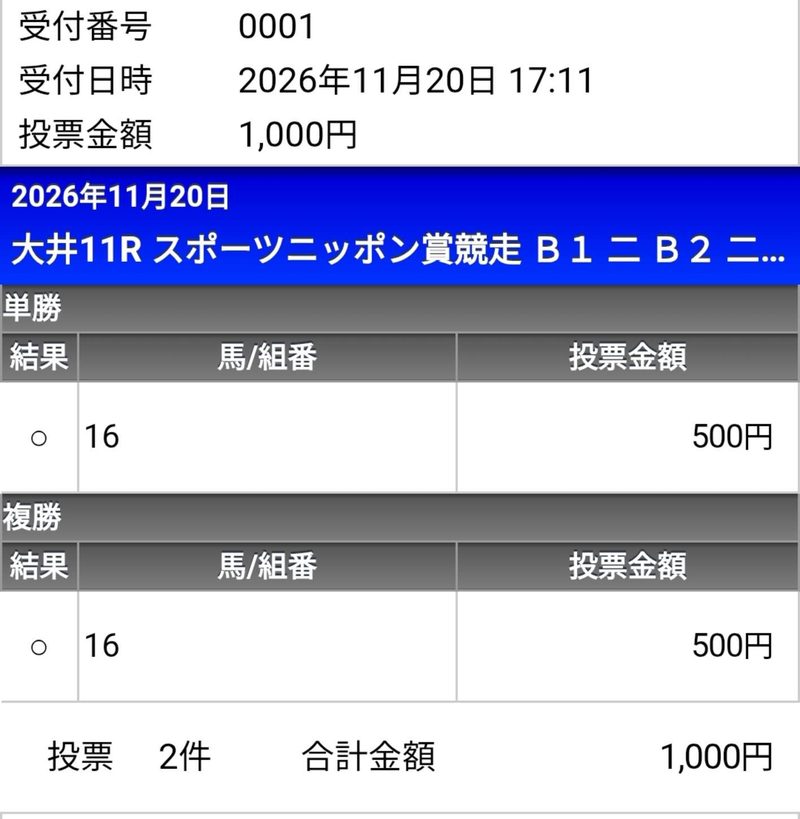 受付番号 0001
受付日時 2026年11月20日 17:11
投票金額 1,000円
2026年11月20日
大井11R スポーツニッポン賞競走 Ｂ１ 二 Ｂ２ 二...
単勝
結果 馬/組番 投票金額
○ 16 500円
複勝
結果 馬/組番 投票金額
○ 16 500円
投票 2件 合計金額 1,000円